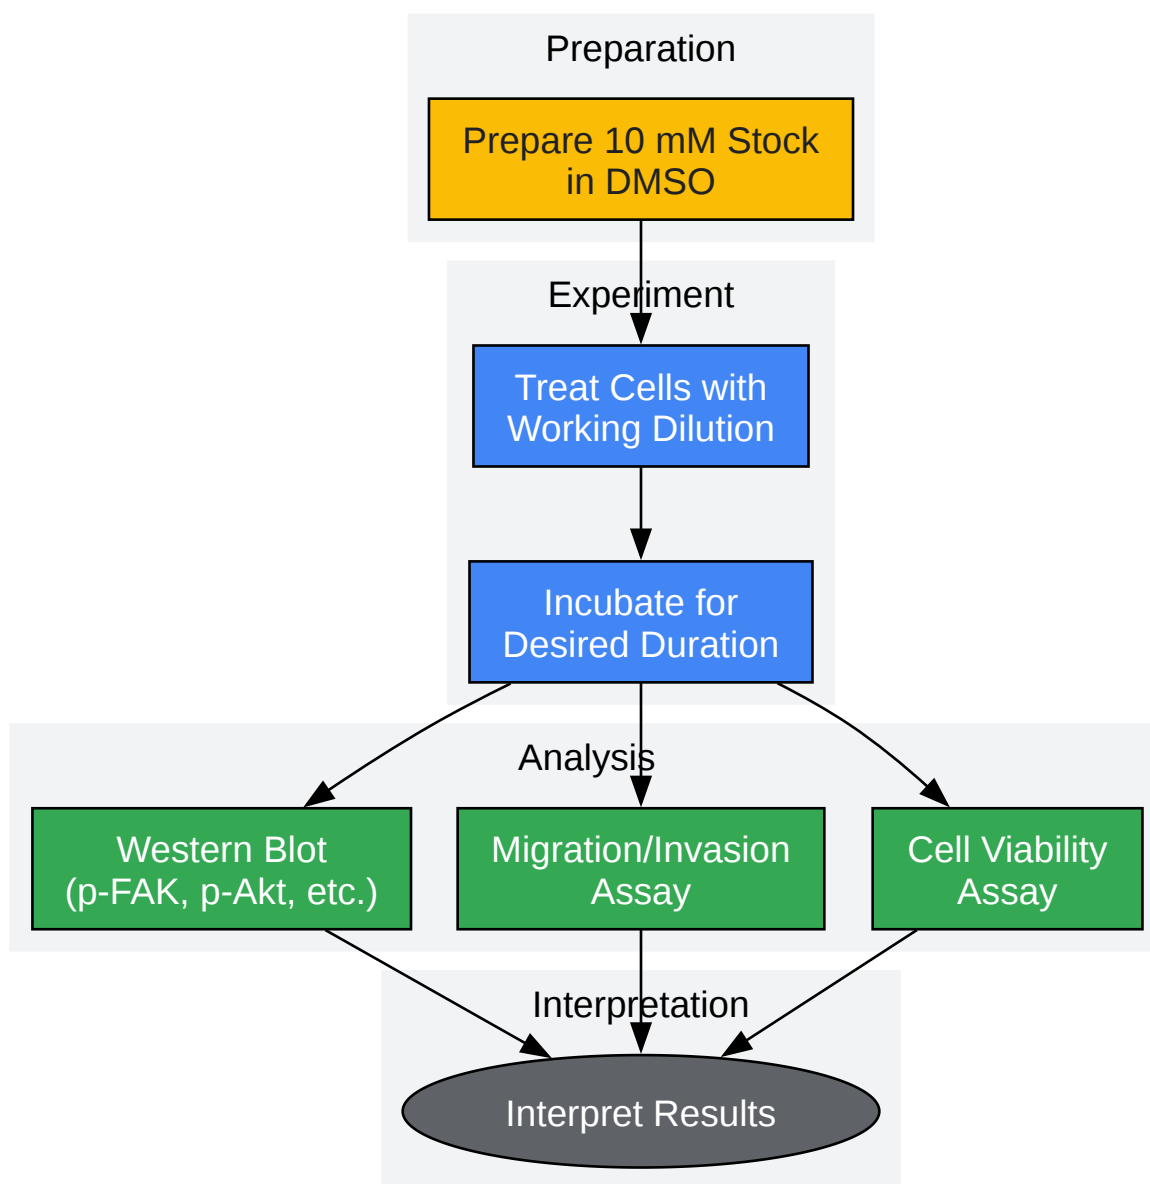 Preparation
Prepare 10 mM Stock
in DMSO
Experiment
Treat Cells with
Working Dilution
Incubate for
Desired Duration
Analysis
Western Blot
(p-FAK, p-Akt, etc.)
Migration/Invasion
Assay
Cell Viability
Assay
Interpretation
Interpret Results